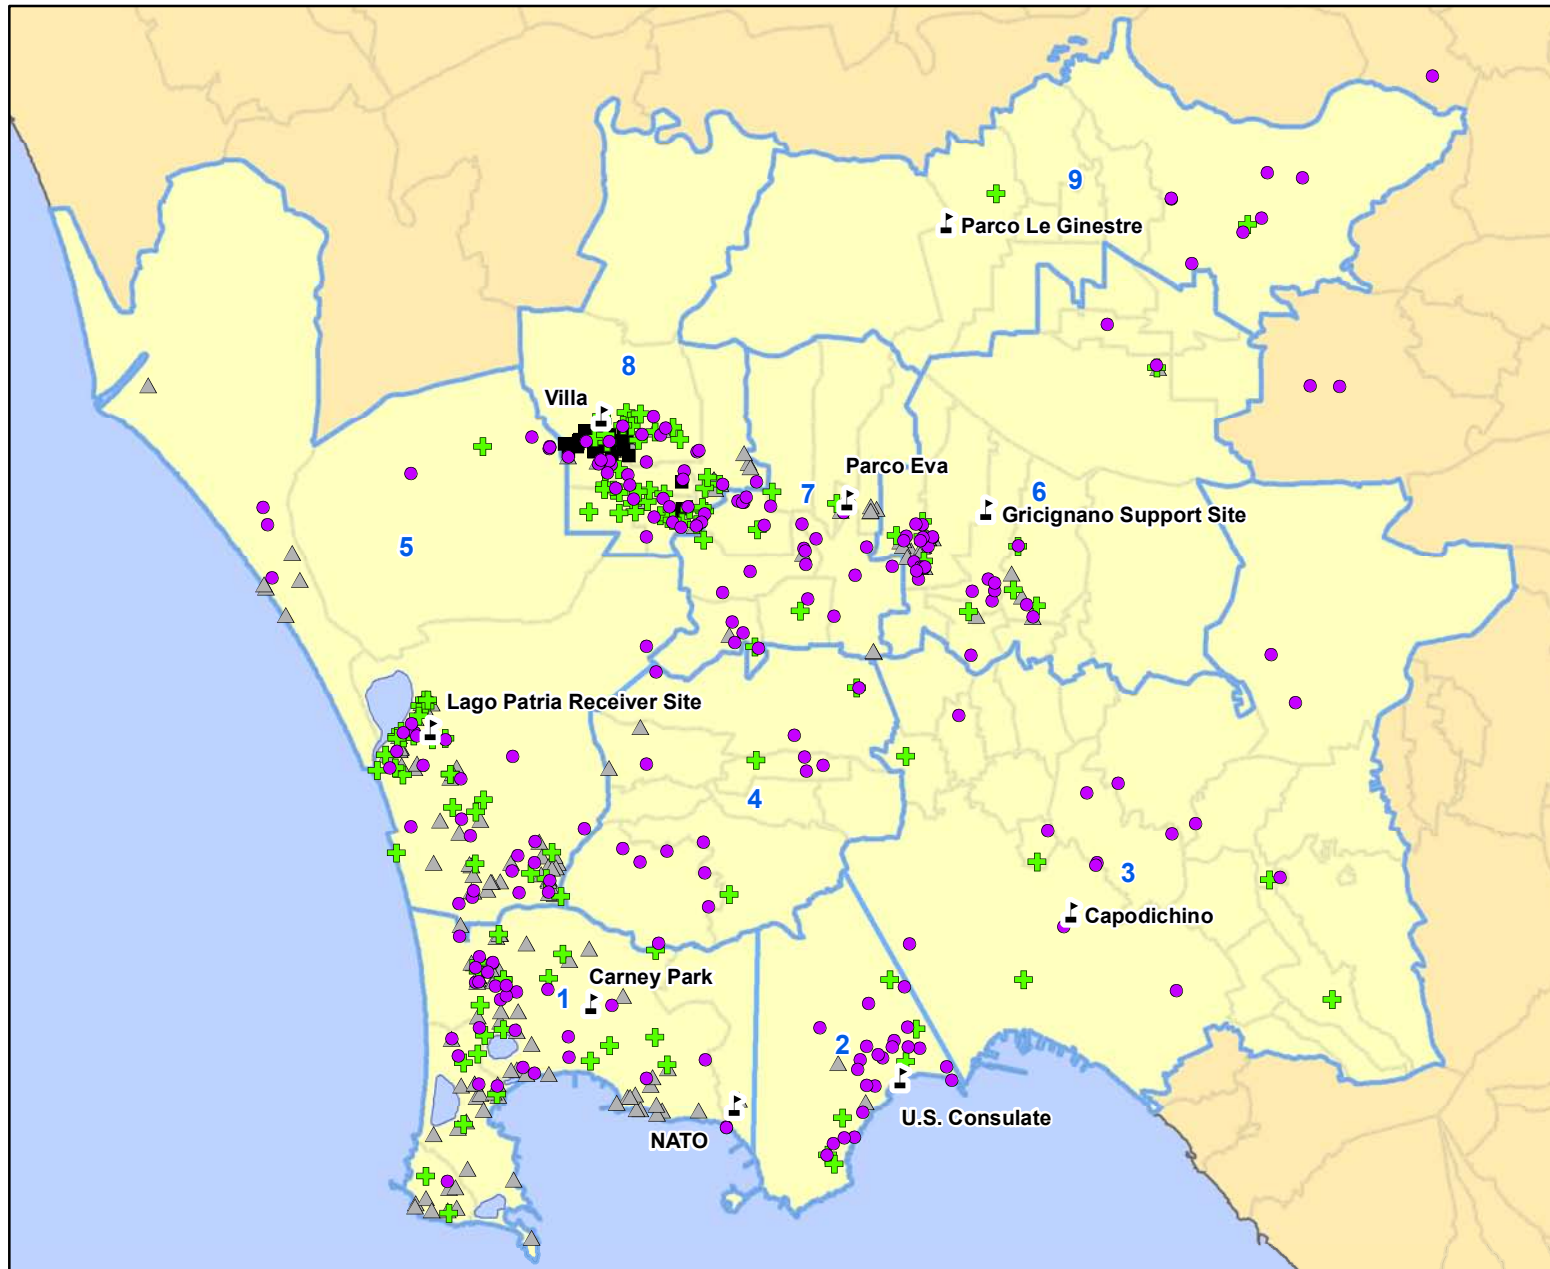 9
Parco Le Ginestre
8
Villa
Parco Eva
7
6
Gricignano Support Site
5
Lago Patria Receiver Site
4
3
Capodichino
Carney Park
1
2
U.S. Consulate
NATO